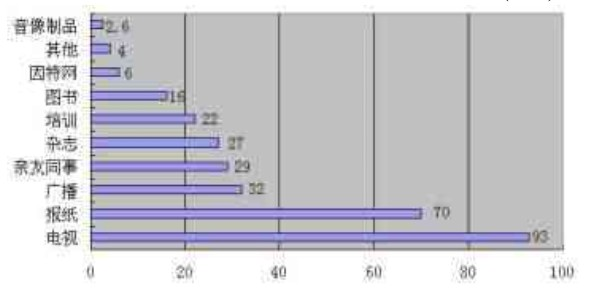 音像制品 2.6
其他 4
因特网 6
图书 16
培训 22
杂志 27
亲友同事 29
广播 32
报纸 70
电视 93
0 20 40 60 80 100